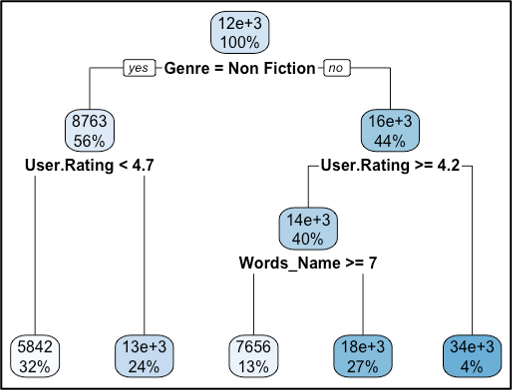 12e+3
100%
yes Genre = Non Fiction no
8763
56%
16e+3
44%
User.Rating < 4.7
User.Rating >= 4.2
14e+3
40%
Words_Name >= 7
5842
32%
13e+3
24%
7656
13%
18e+3
27%
34e+3
4%